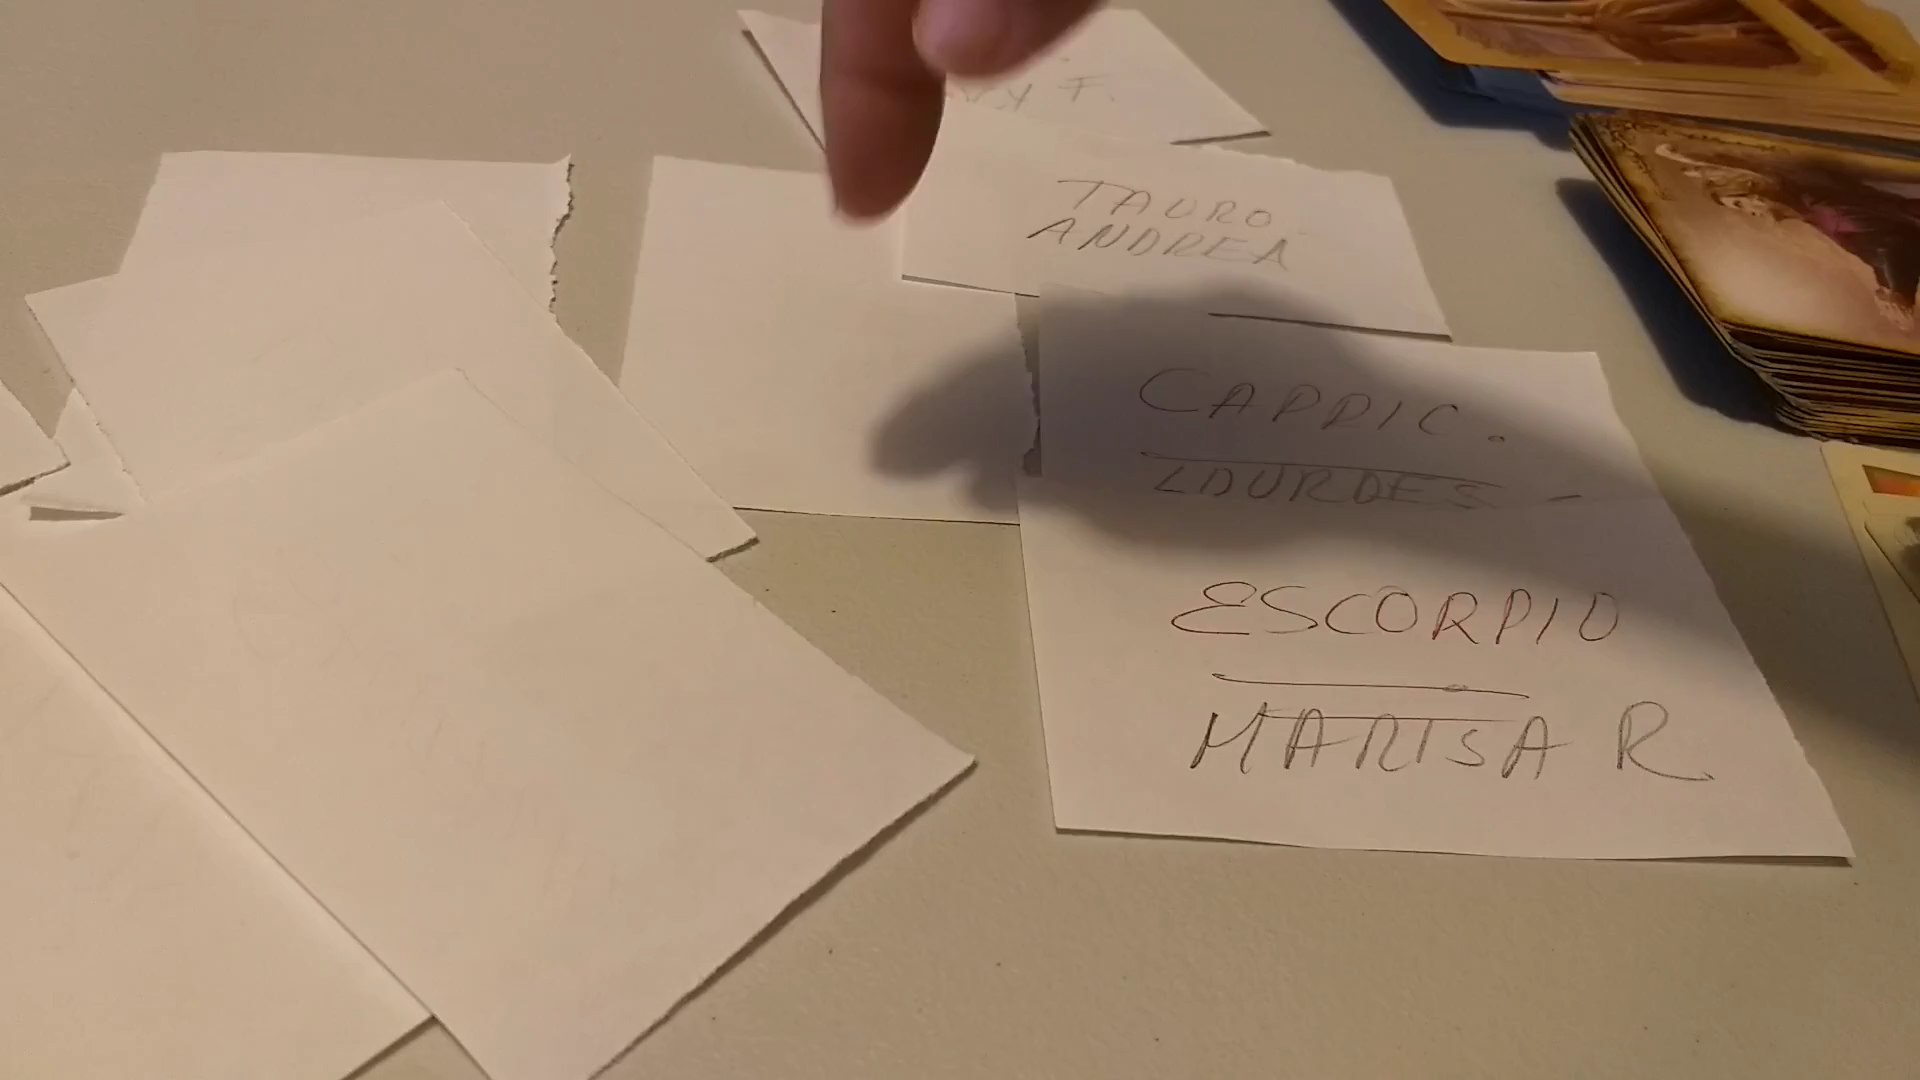 F.
TAURO
ANDREA
CAPRIC.
LOURDES -
ESCORPIO
MARISA R